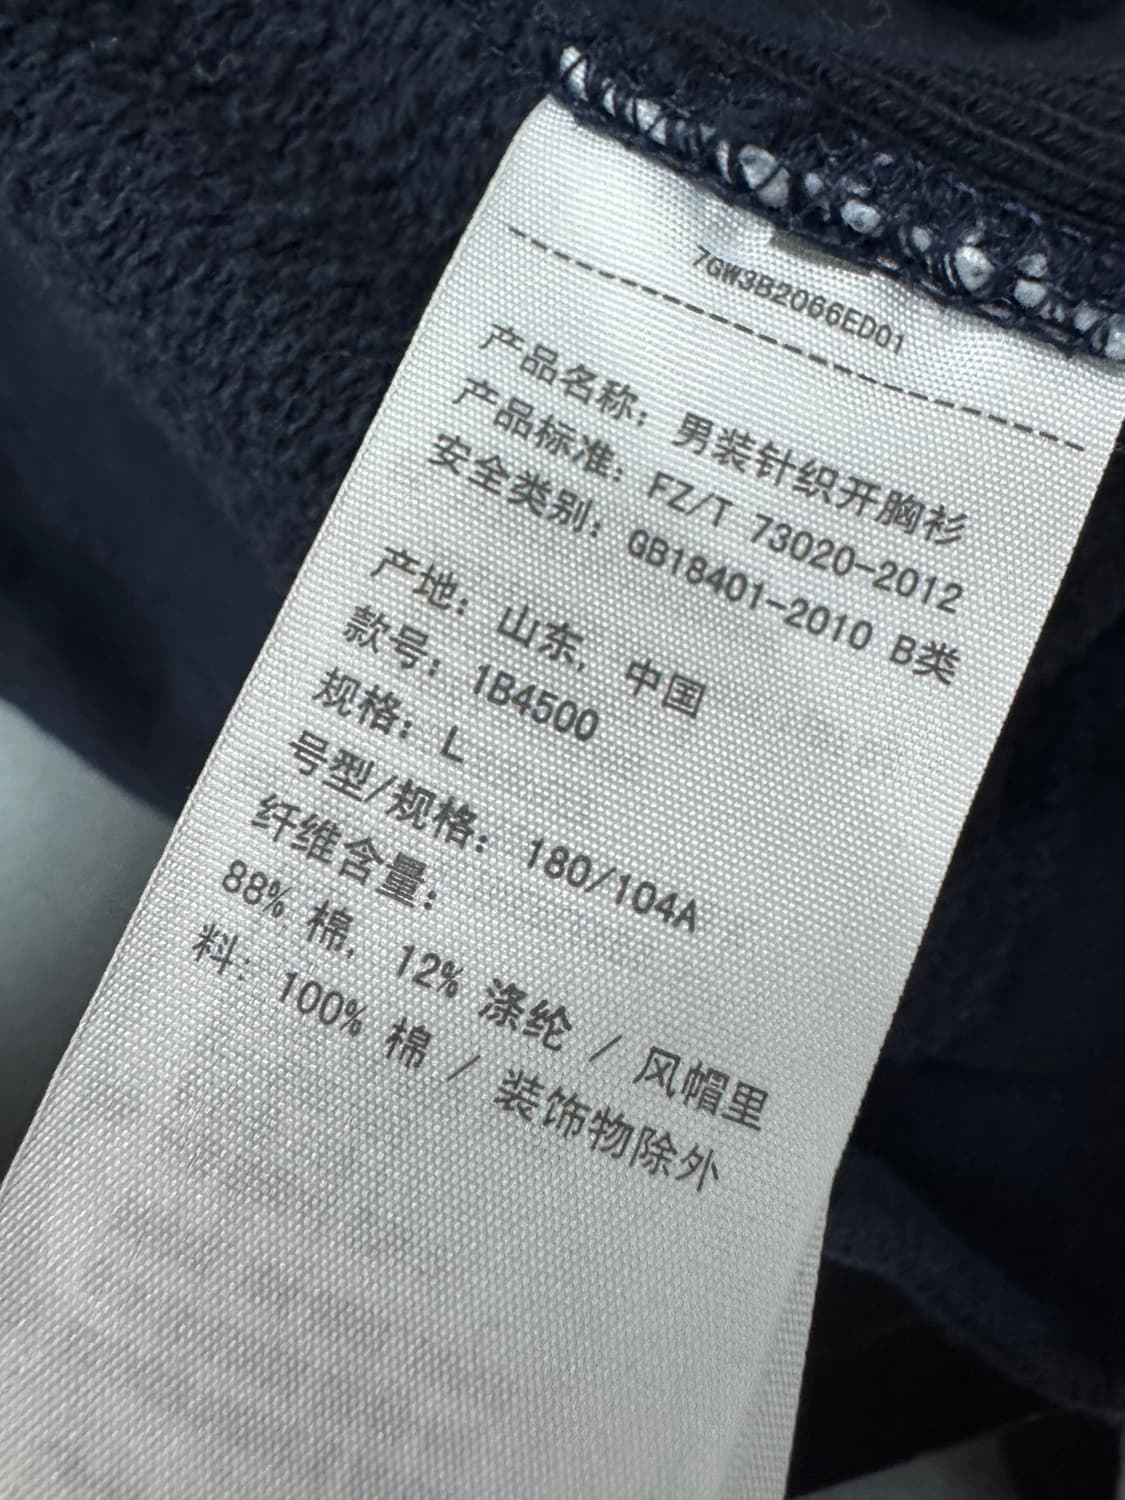 7GW3B2066ED01
产品名称: 男装针织开胸衫
产品标准: FZ/T 73020-2012
安全类别: GB18401-2010 B类
产地: 山东, 中国
款号: 1B4500
规格: L
号型/规格: 180/104A
纤维含量:
88% 棉, 12% 涤纶 / 风帽里
料: 100% 棉 / 装饰物除外